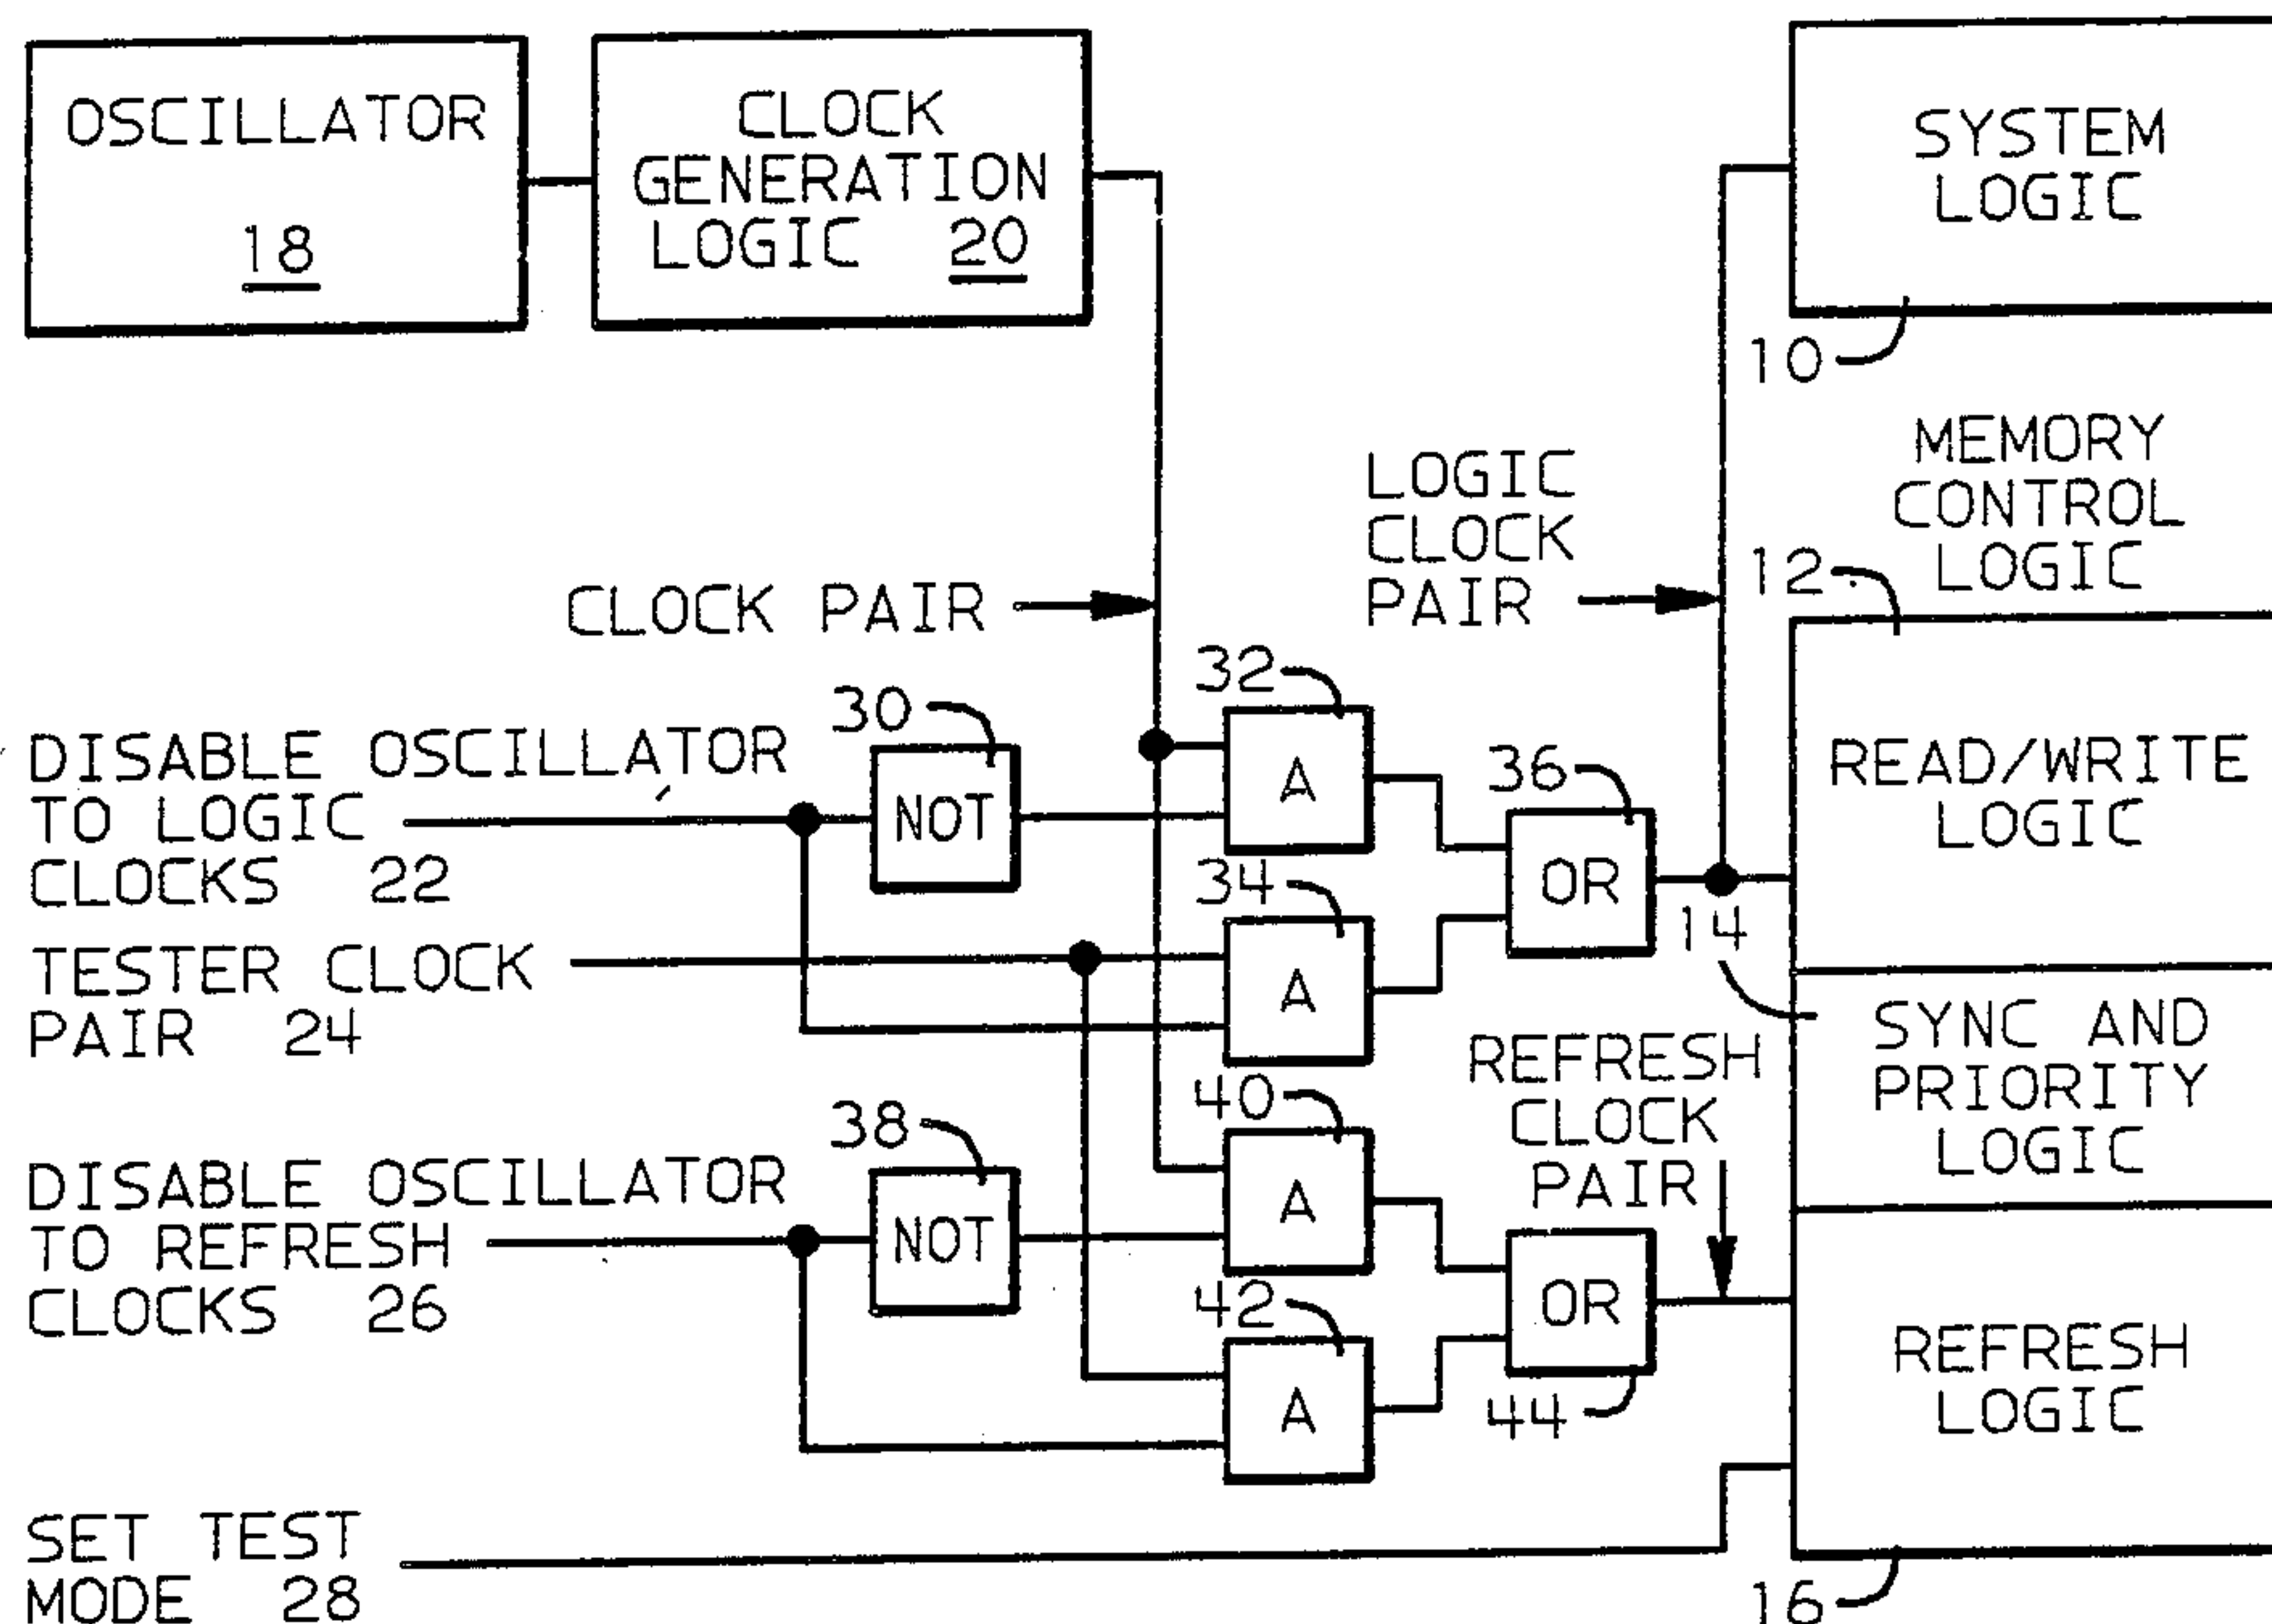 OSCILLATOR
18
CLOCK
GENERATION
LOGIC 20
SYSTEM
LOGIC
10
MEMORY
CONTROL
LOGIC
12
LOGIC
CLOCK
PAIR
CLOCK PAIR
32
30
DISABLE OSCILLATOR
TO LOGIC
CLOCKS 22
NOT
A
36
OR
READ/WRITE
LOGIC
34
14
TESTER CLOCK
PAIR 24
A
SYNC AND
PRIORITY
LOGIC
REFRESH
CLOCK
PAIR
40
38
DISABLE OSCILLATOR
TO REFRESH
CLOCKS 26
NOT
A
42
OR
44
A
REFRESH
LOGIC
SET TEST
MODE 28
16